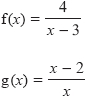 f(x) = 4 / (x − 3)
g(x) = (x − 2) / x